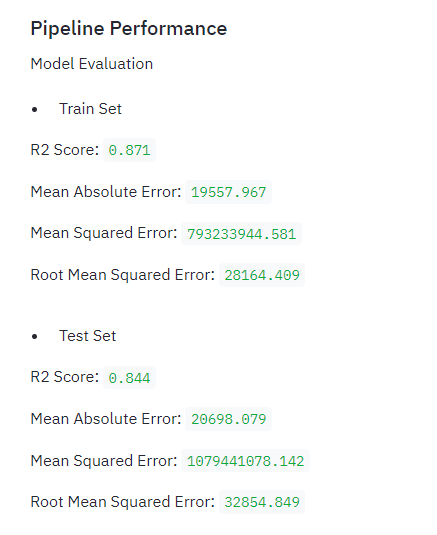 Pipeline Performance
Model Evaluation
• Train Set
R2 Score: 0.871
Mean Absolute Error: 19557.967
Mean Squared Error: 793233944.581
Root Mean Squared Error: 28164.409
• Test Set
R2 Score: 0.844
Mean Absolute Error: 20698.079
Mean Squared Error: 1079441078.142
Root Mean Squared Error: 32854.849